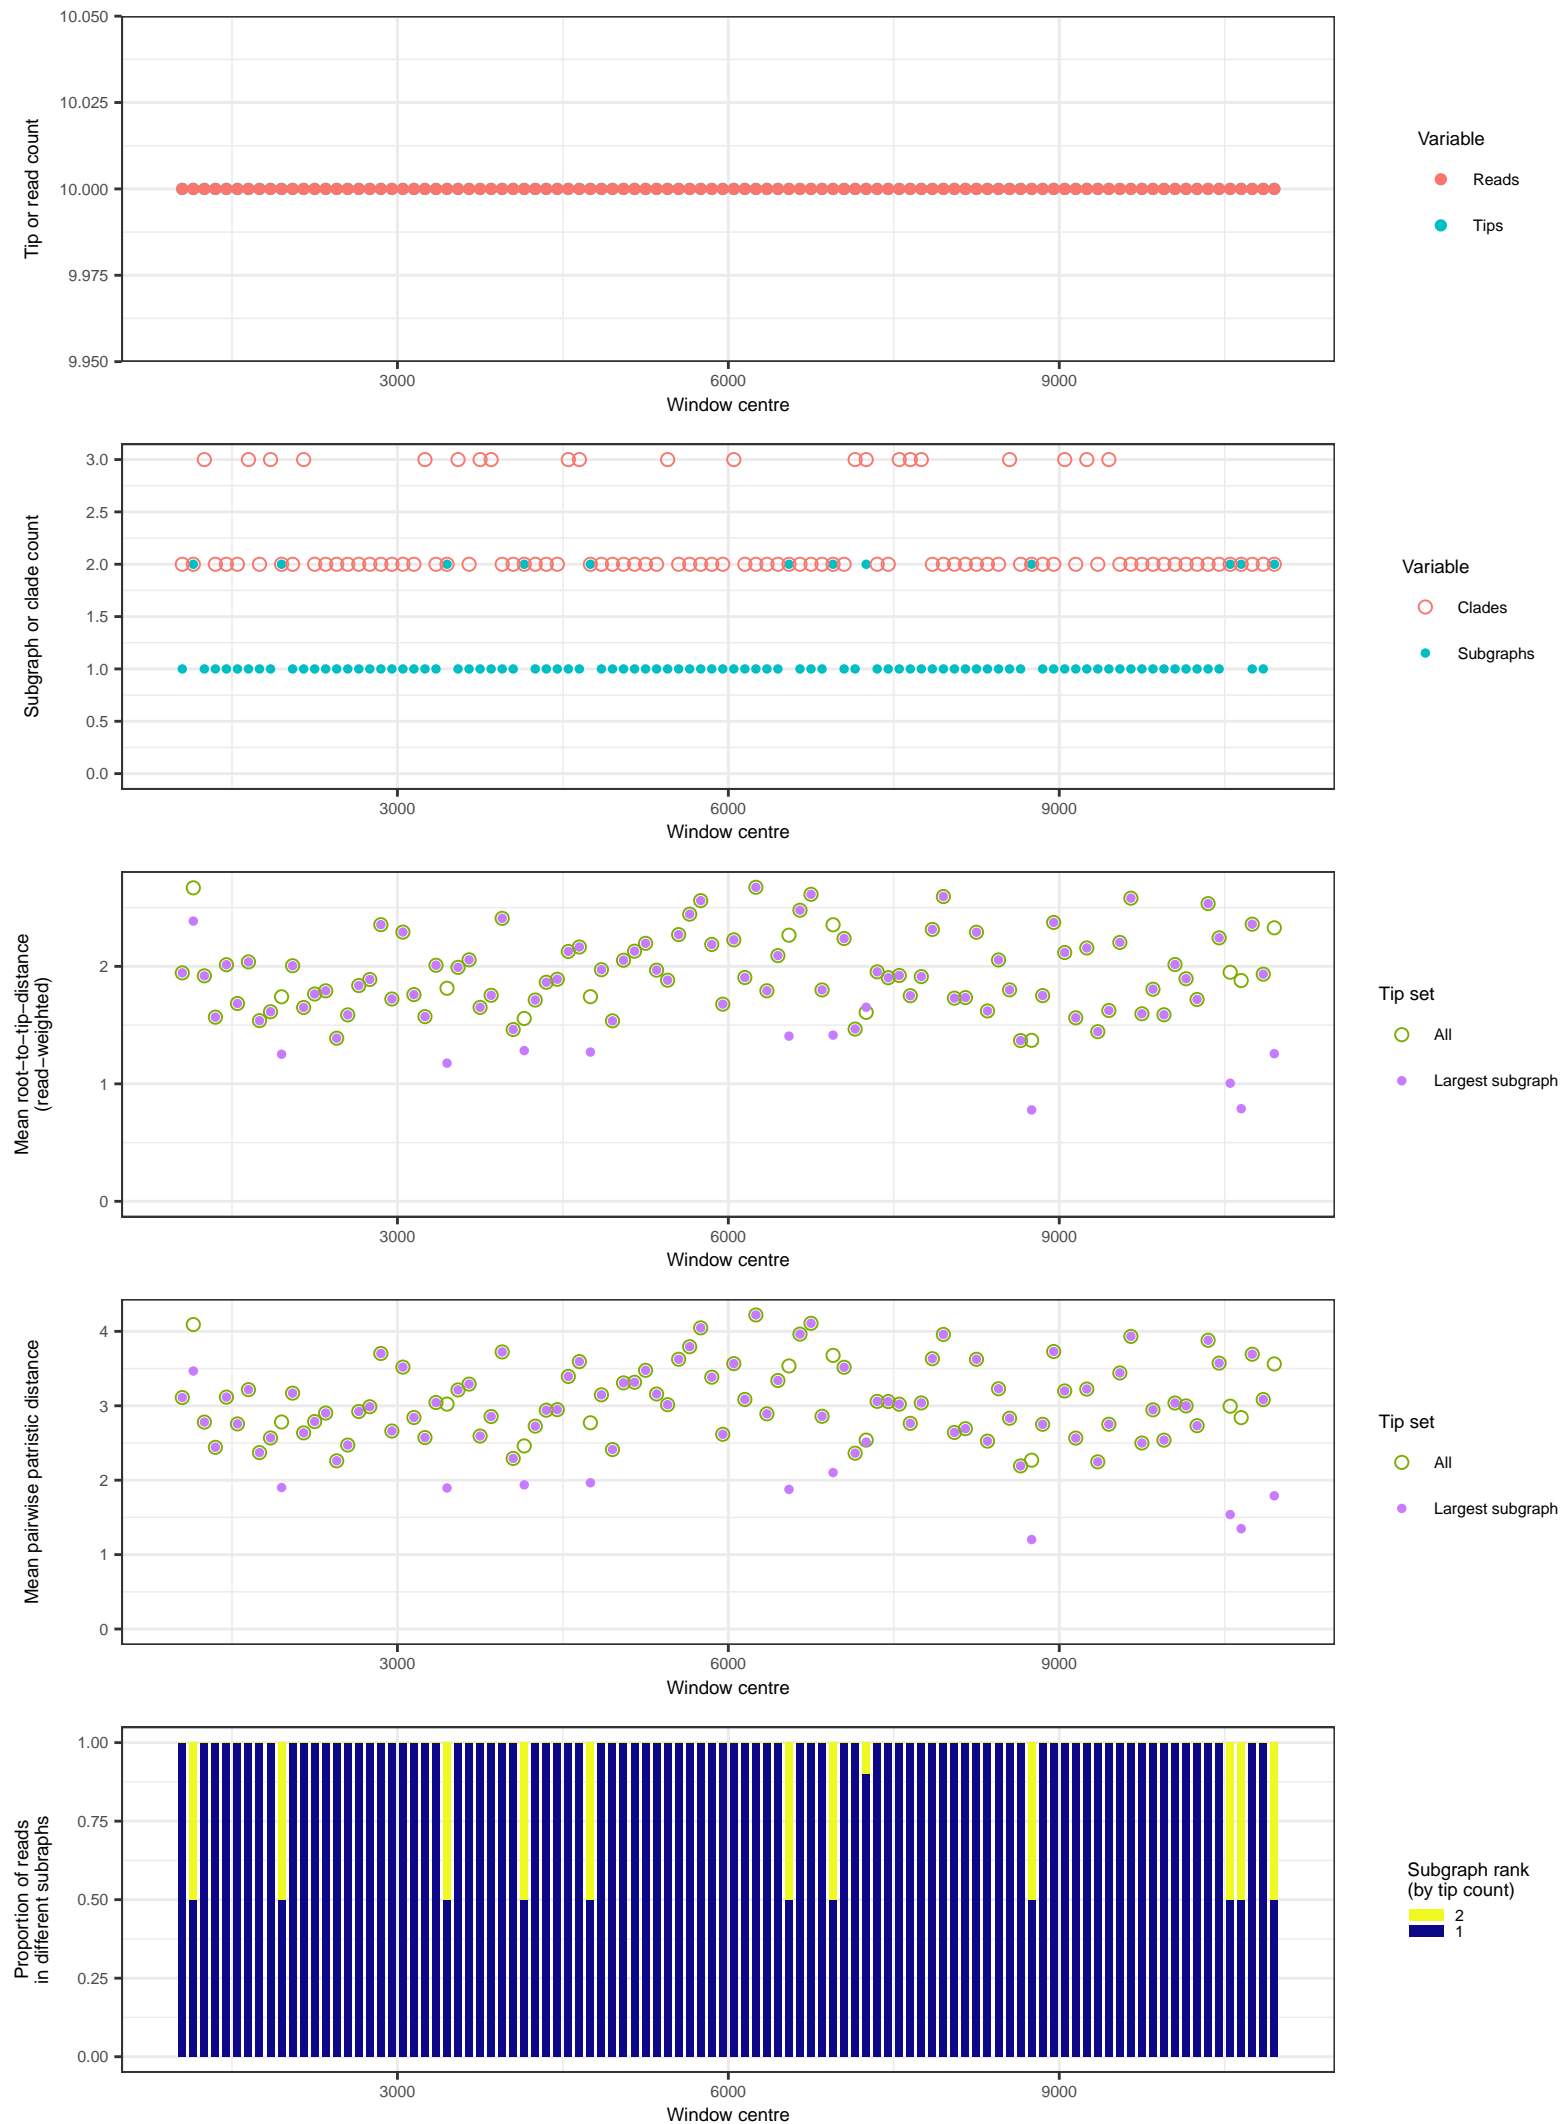 10.050
10.025
10.000
9.975
9.950
Tip or read count
3000 6000 9000
Window centre
Variable
Reads
Tips
3.0
2.5
2.0
1.5
1.0
0.5
0.0
Subgraph or clade count
3000 6000 9000
Window centre
Variable
Clades
Subgraphs
2
1
0
Mean root−to−tip−distance
(read−weighted)
3000 6000 9000
Window centre
Tip set
All
Largest subgraph
4
3
2
1
0
Mean pairwise patristic distance
3000 6000 9000
Window centre
Tip set
All
Largest subgraph
1.00
0.75
0.50
0.25
0.00
Proportion of reads
in different subraphs
3000 6000 9000
Window centre
Subgraph rank
(by tip count)
2
1